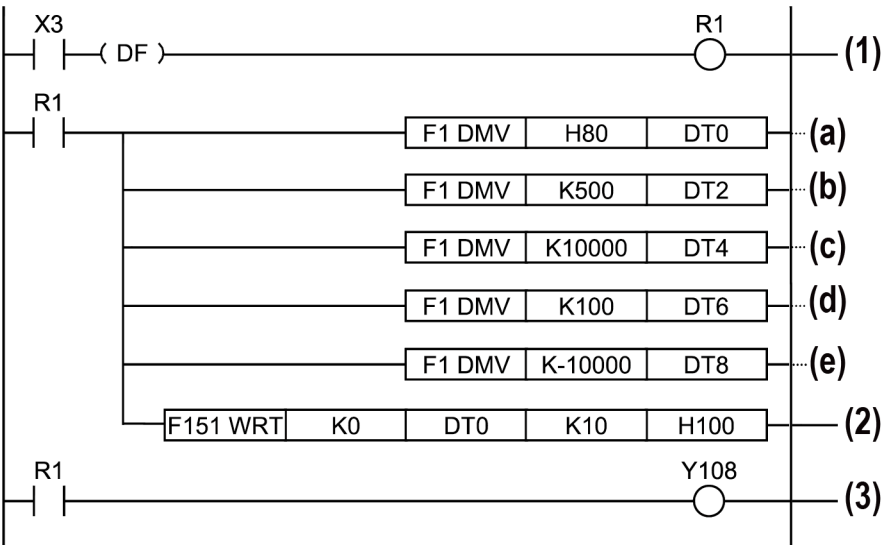 X3 R1
( DF ) (1)
R1
F1 DMV H80 DT0 (a)
F1 DMV K500 DT2 (b)
F1 DMV K10000 DT4 (c)
F1 DMV K100 DT6 (d)
F1 DMV K-10000 DT8 (e)
F151 WRT K0 DT0 K10 H100 (2)
R1 Y108
(3)